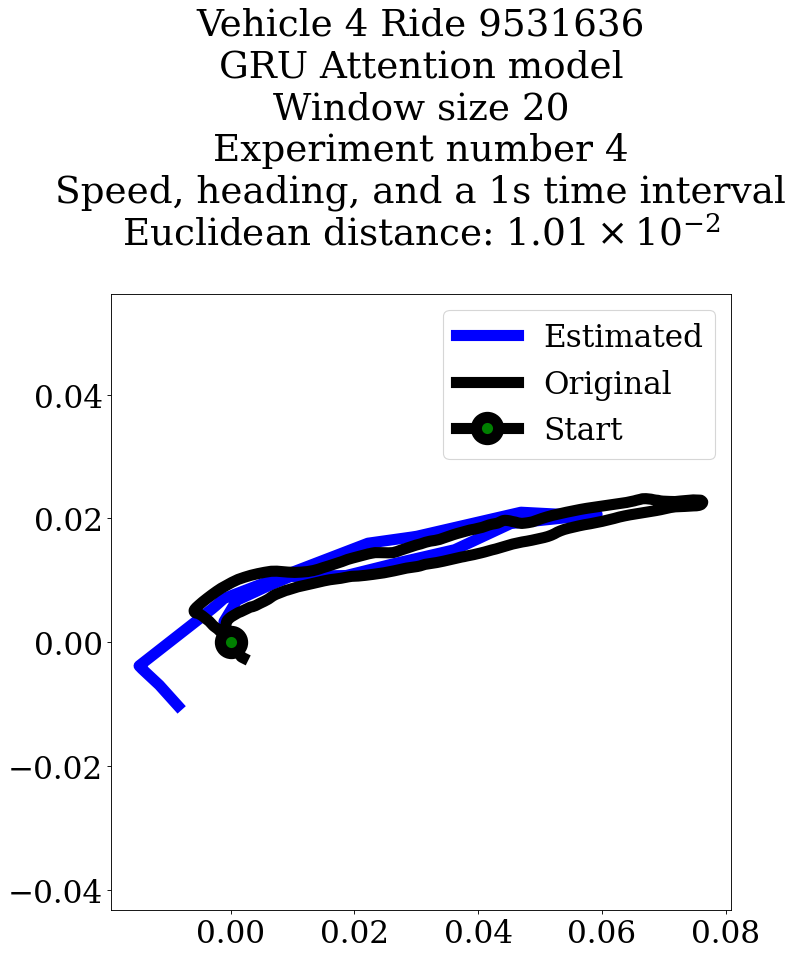 Vehicle 4 Ride 9531636
GRU Attention model
Window size 20
Experiment number 4
Speed, heading, and a 1s time interval
Euclidean distance: 1.01 × 10⁻²
Estimated
Original
Start
0.04
0.02
0.00
−0.02
−0.04
0.00 0.02 0.04 0.06 0.08